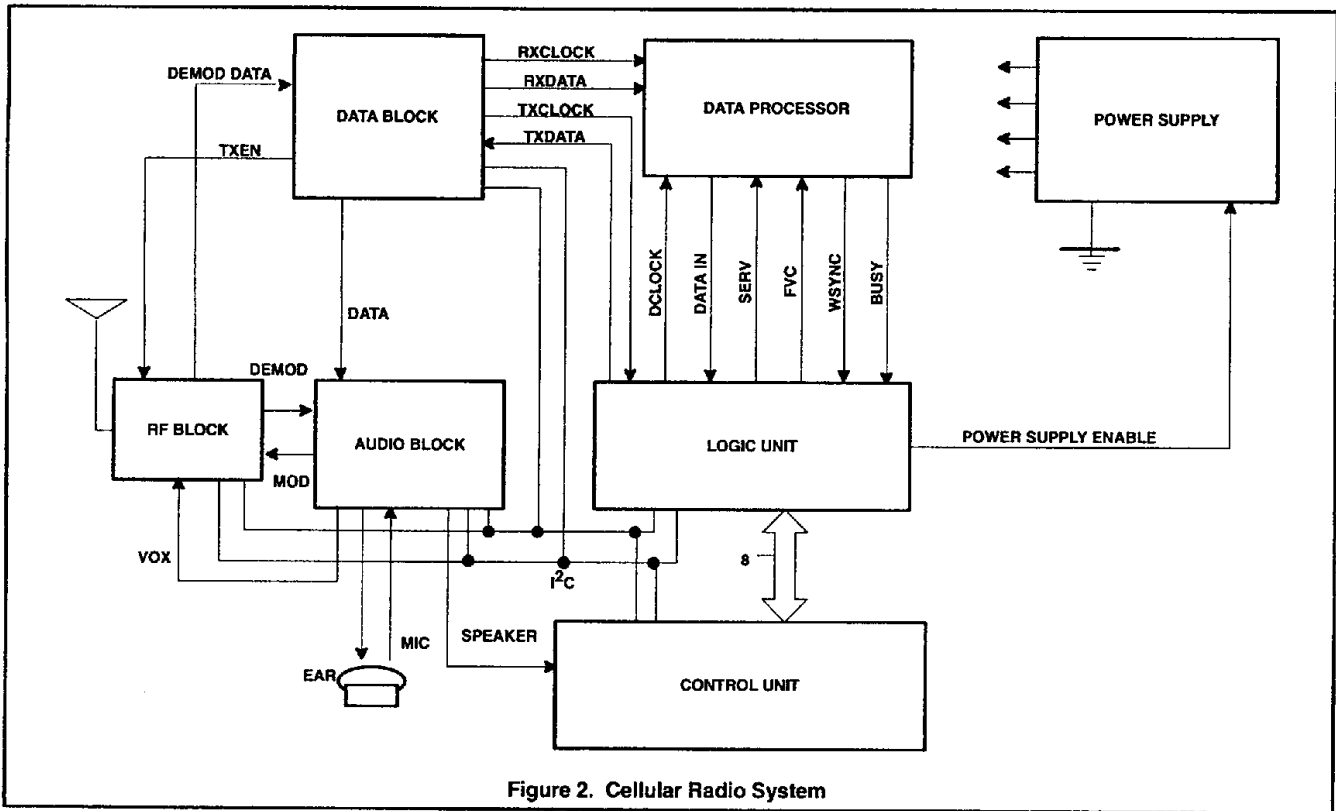 RXCLOCK
DEMOD DATA
RXDATA
DATA BLOCK
DATA PROCESSOR
POWER SUPPLY
TXCLOCK
TXDATA
TXEN
DCLOCK
DATA IN
SERV
FVC
WSYNC
BUSY
DATA
DEMOD
RF BLOCK
AUDIO BLOCK
LOGIC UNIT
POWER SUPPLY ENABLE
MOD
VOX
8
I²C
MIC
SPEAKER
EAR
CONTROL UNIT
Figure 2. Cellular Radio System